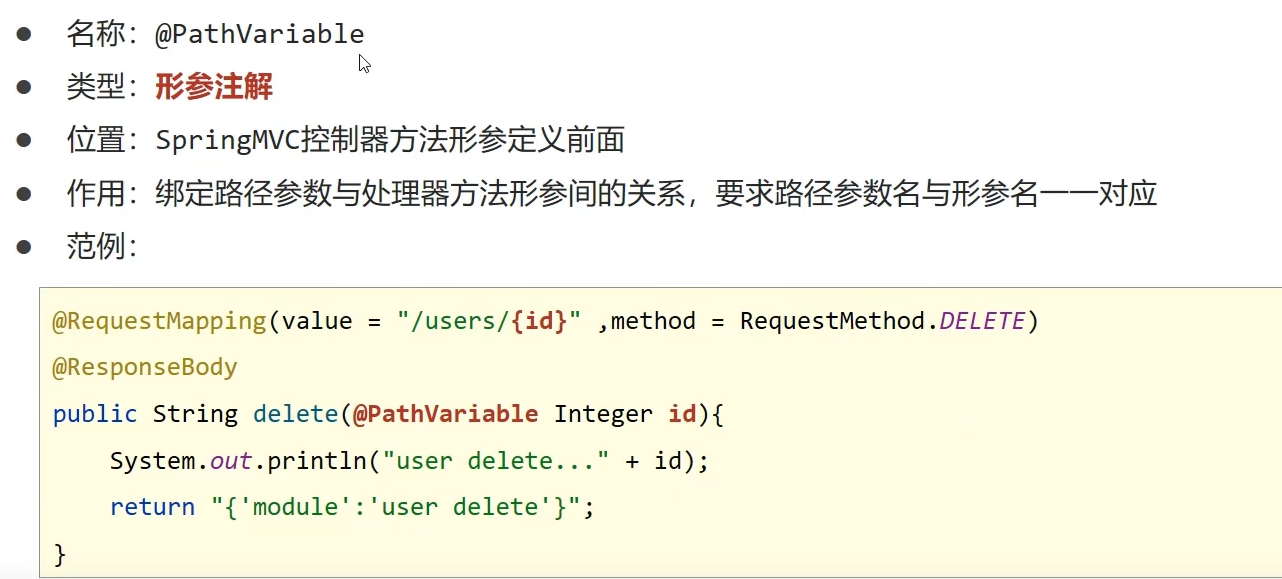 ● 名称：@PathVariable
● 类型：形参注解
● 位置：SpringMVC控制器方法形参定义前面
● 作用：绑定路径参数与处理器方法形参间的关系，要求路径参数名与形参名一一对应
● 范例：
@RequestMapping(value = "/users/{id}" ,method = RequestMethod.DELETE)
@ResponseBody
public String delete(@PathVariable Integer id){
    System.out.println("user delete..." + id);
    return "{'module':'user delete'}";
}